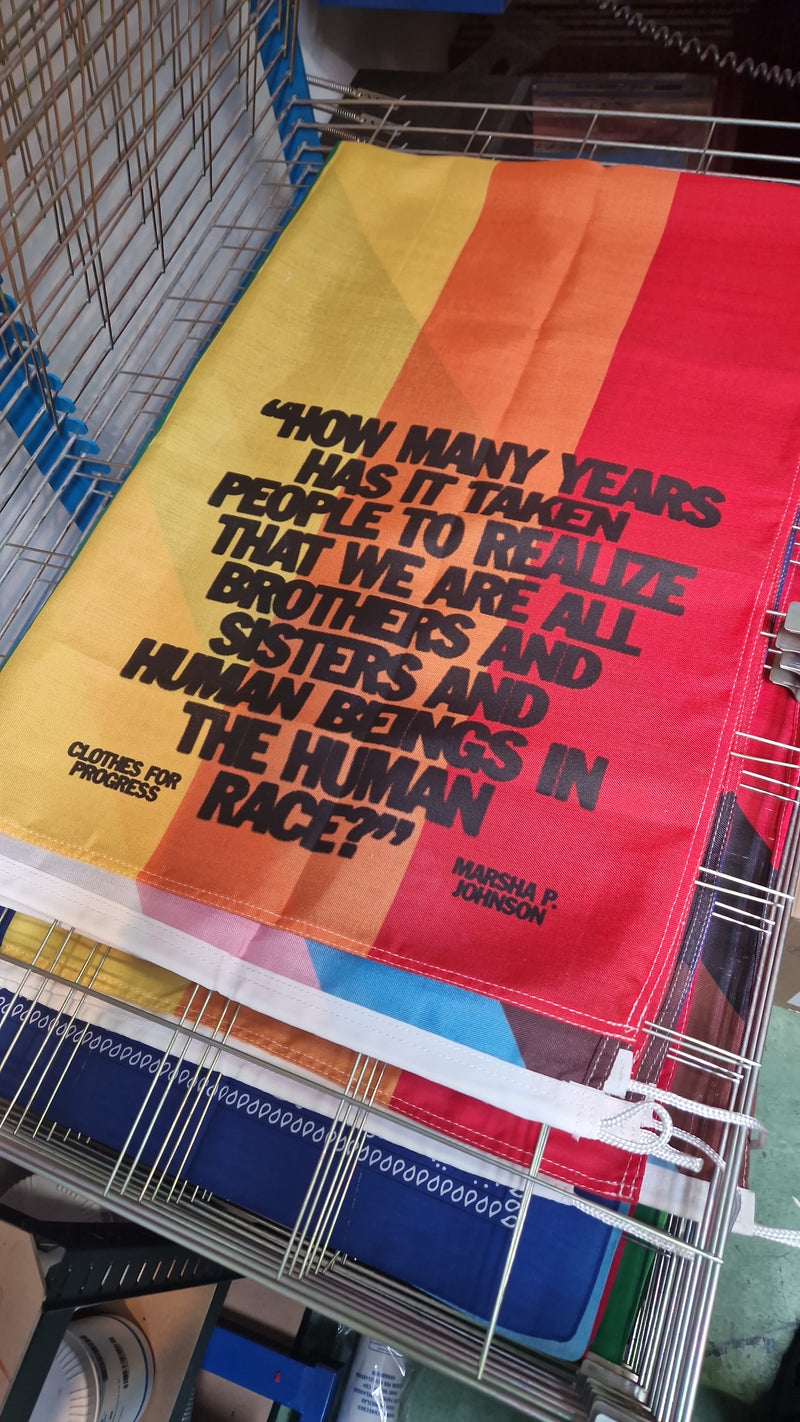 “HOW MANY YEARS
HAS IT TAKEN
PEOPLE TO REALIZE
THAT WE ARE ALL
BROTHERS AND
SISTERS AND
HUMAN BEINGS IN
THE HUMAN
RACE?”
CLOTHES FOR
PROGRESS
MARSHA P.
JOHNSON